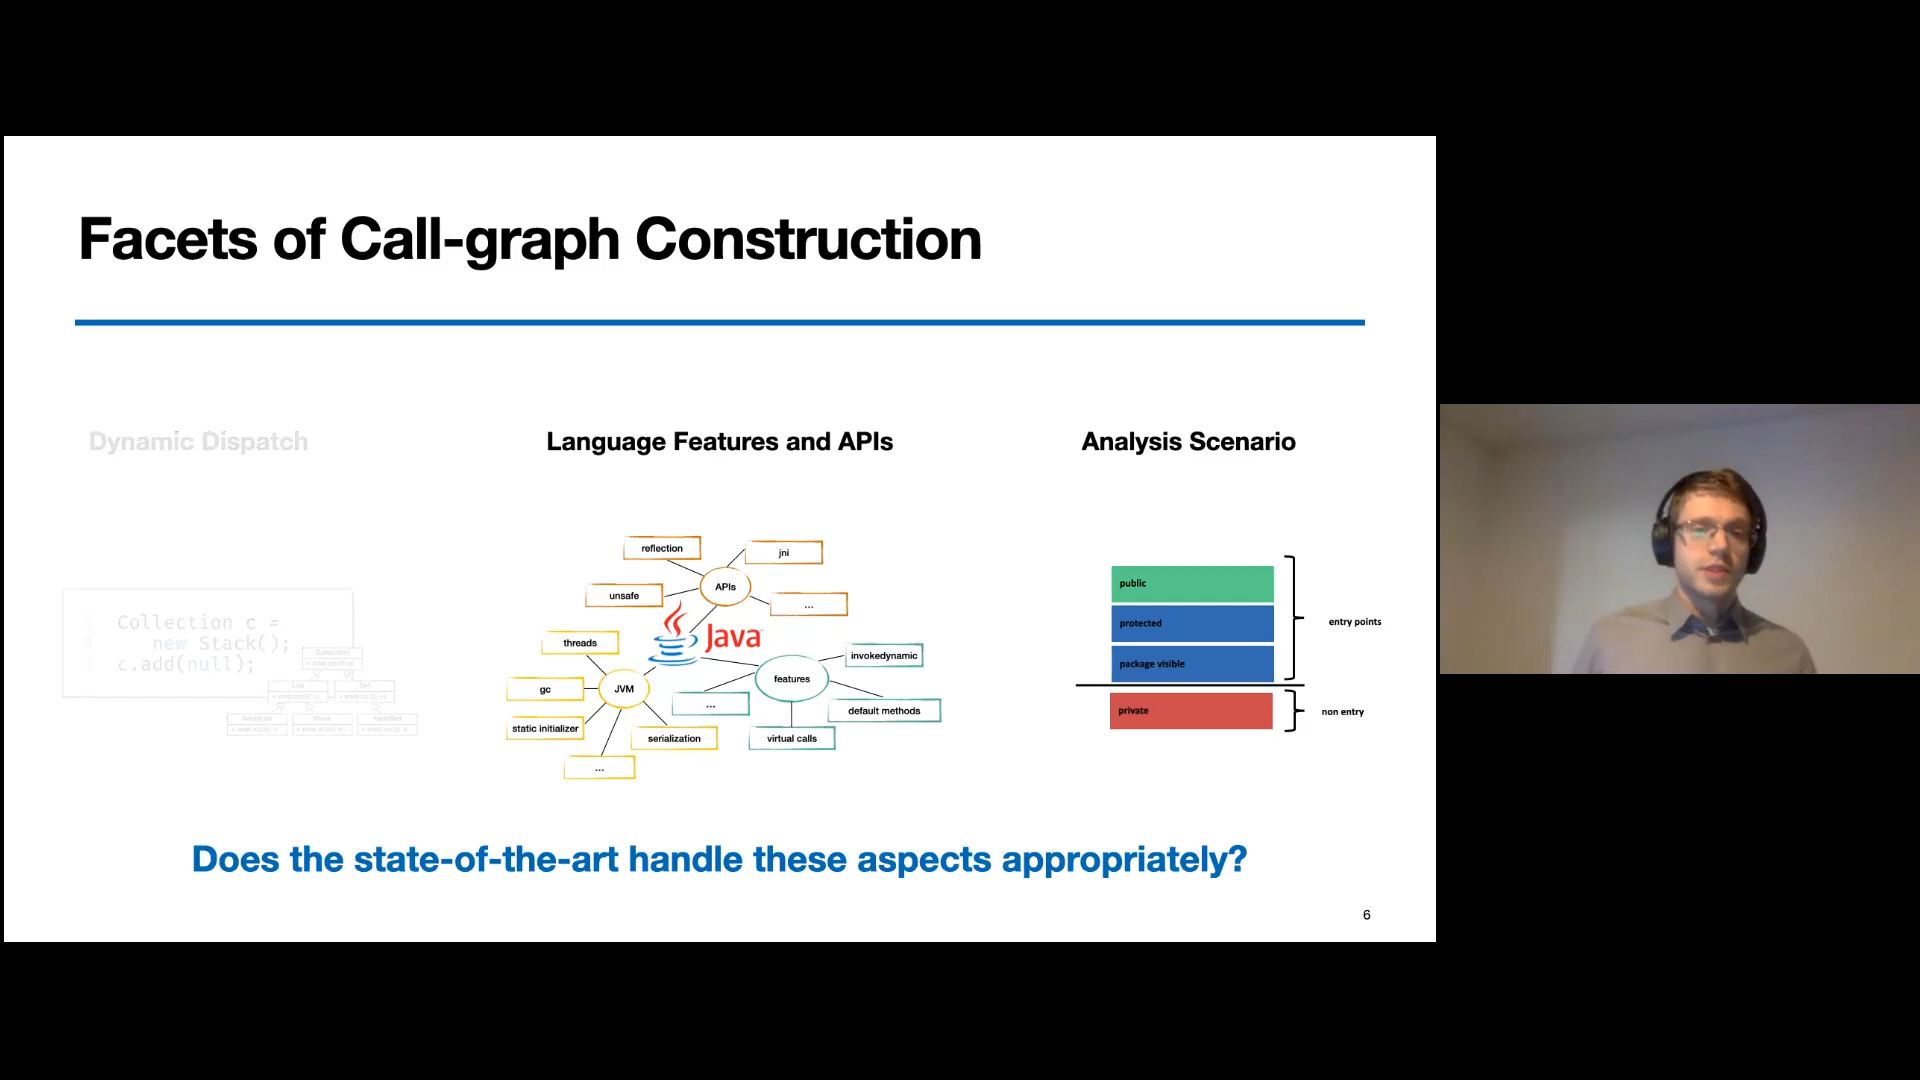 Facets of Call-graph Construction
Dynamic Dispatch
Collection c =
new Stack();
c.add(null);
Collection
Language Features and APIs
reflection
jni
APIs
unsafe
...
Java
threads
invokedynamic
features
gc
JVM
...
default methods
static initializer
serialization
virtual calls
...
Analysis Scenario
public
protected
entry points
package visible
private
non entry
Does the state-of-the-art handle these aspects appropriately?
6